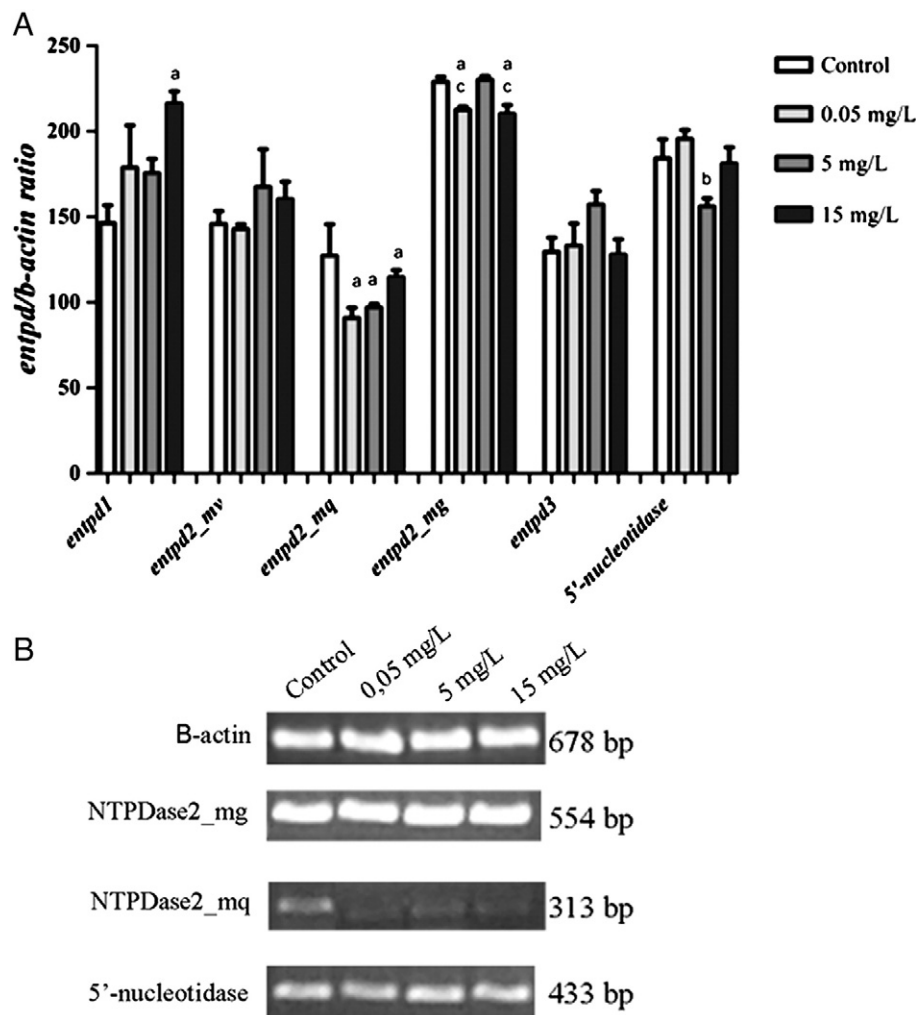 A
entpd/b-actin ratio
250
200
150
100
50
0
a
a
a
a
a
c
a
c
b
Control
0.05 mg/L
5 mg/L
15 mg/L
entpd1
entpd2_mv
entpd2_mq
entpd2_mg
entpd3
5'-nucleotidase
B
Control
0,05 mg/L
5 mg/L
15 mg/L
B-actin
678 bp
NTPDase2_mg
554 bp
NTPDase2_mq
313 bp
5'-nucleotidase
433 bp